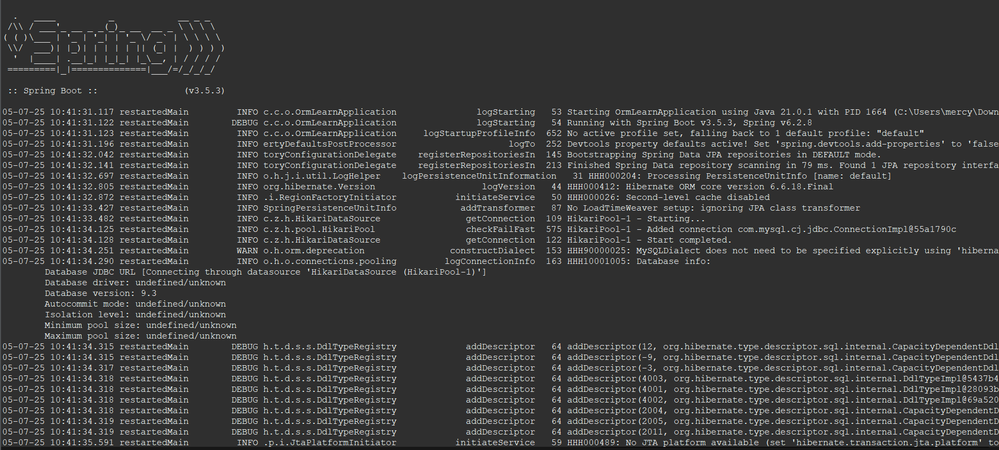 .   ____          _            __ _ _
 /\\ / ___'_ __ _ _(_)_ __  __ _ \ \ \ \
( ( )\___ | '_ | '_| | '_ \/ _` | \ \ \ \
 \\/  ___)| |_)| | | | | || (_| |  ) ) ) )
  '  |____| .__|_| |_|_| |_\__, | / / / /
 =========|_|==============|___/=/_/_/_/

 :: Spring Boot ::                (v3.5.3)

05-07-25 10:41:31.117 restartedMain         INFO c.c.o.OrmLearnApplication               logStarting   53 Starting OrmLearnApplication using Java 21.0.1 with PID 1664 (C:\Users\mercy\Down
05-07-25 10:41:31.122 restartedMain        DEBUG c.c.o.OrmLearnApplication               logStarting   54 Running with Spring Boot v3.5.3, Spring v6.2.8
05-07-25 10:41:31.123 restartedMain         INFO c.c.o.OrmLearnApplication     logStartupProfileInfo  652 No active profile set, falling back to 1 default profile: "default"
05-07-25 10:41:31.196 restartedMain         INFO ertyDefaultsPostProcessor                     logTo  252 Devtools property defaults active! Set 'spring.devtools.add-properties' to 'false
05-07-25 10:41:32.042 restartedMain         INFO toryConfigurationDelegate    registerRepositoriesIn  145 Bootstrapping Spring Data JPA repositories in DEFAULT mode.
05-07-25 10:41:32.141 restartedMain         INFO toryConfigurationDelegate    registerRepositoriesIn  213 Finished Spring Data repository scanning in 79 ms. Found 1 JPA repository interfa
05-07-25 10:41:32.697 restartedMain         INFO o.h.j.i.util.LogHelper    logPersistenceUnitInformation   31 HHH000204: Processing PersistenceUnitInfo [name: default]
05-07-25 10:41:32.805 restartedMain         INFO org.hibernate.Version                    logVersion   44 HHH000412: Hibernate ORM core version 6.6.18.Final
05-07-25 10:41:32.872 restartedMain         INFO .i.RegionFactoryInitiator           initiateService   50 HHH000026: Second-level cache disabled
05-07-25 10:41:33.427 restartedMain         INFO SpringPersistenceUnitInfo            addTransformer   87 No LoadTimeWeaver setup: ignoring JPA class transformer
05-07-25 10:41:33.482 restartedMain         INFO c.z.h.HikariDataSource                getConnection  109 HikariPool-1 - Starting...
05-07-25 10:41:34.125 restartedMain         INFO c.z.h.pool.HikariPool                 checkFailFast  575 HikariPool-1 - Added connection com.mysql.cj.jdbc.ConnectionImpl@55a1790c
05-07-25 10:41:34.128 restartedMain         INFO c.z.h.HikariDataSource                getConnection  122 HikariPool-1 - Start completed.
05-07-25 10:41:34.251 restartedMain         WARN o.h.orm.deprecation                constructDialect  153 HHH90000025: MySQLDialect does not need to be specified explicitly using 'hiberna
05-07-25 10:41:34.290 restartedMain         INFO o.h.o.connections.pooling         logConnectionInfo  163 HHH10001005: Database info:
        Database JDBC URL [Connecting through datasource 'HikariDataSource (HikariPool-1)']
        Database driver: undefined/unknown
        Database version: 9.3
        Autocommit mode: undefined/unknown
        Isolation level: undefined/unknown
        Minimum pool size: undefined/unknown
        Maximum pool size: undefined/unknown
05-07-25 10:41:34.315 restartedMain        DEBUG h.t.d.s.s.DdlTypeRegistry             addDescriptor   64 addDescriptor(12, org.hibernate.type.descriptor.sql.internal.CapacityDependentDdl
05-07-25 10:41:34.315 restartedMain        DEBUG h.t.d.s.s.DdlTypeRegistry             addDescriptor   64 addDescriptor(-9, org.hibernate.type.descriptor.sql.internal.CapacityDependentDdl
05-07-25 10:41:34.317 restartedMain        DEBUG h.t.d.s.s.DdlTypeRegistry             addDescriptor   64 addDescriptor(-3, org.hibernate.type.descriptor.sql.internal.CapacityDependentDdl
05-07-25 10:41:34.318 restartedMain        DEBUG h.t.d.s.s.DdlTypeRegistry             addDescriptor   64 addDescriptor(4003, org.hibernate.type.descriptor.sql.internal.DdlTypeImpl@5437b4
05-07-25 10:41:34.318 restartedMain        DEBUG h.t.d.s.s.DdlTypeRegistry             addDescriptor   64 addDescriptor(4001, org.hibernate.type.descriptor.sql.internal.DdlTypeImpl@28093b
05-07-25 10:41:34.318 restartedMain        DEBUG h.t.d.s.s.DdlTypeRegistry             addDescriptor   64 addDescriptor(4002, org.hibernate.type.descriptor.sql.internal.DdlTypeImpl@69a520
05-07-25 10:41:34.318 restartedMain        DEBUG h.t.d.s.s.DdlTypeRegistry             addDescriptor   64 addDescriptor(2004, org.hibernate.type.descriptor.sql.internal.CapacityDependentD
05-07-25 10:41:34.319 restartedMain        DEBUG h.t.d.s.s.DdlTypeRegistry             addDescriptor   64 addDescriptor(2005, org.hibernate.type.descriptor.sql.internal.CapacityDependentD
05-07-25 10:41:34.319 restartedMain        DEBUG h.t.d.s.s.DdlTypeRegistry             addDescriptor   64 addDescriptor(2011, org.hibernate.type.descriptor.sql.internal.CapacityDependentD
05-07-25 10:41:35.591 restartedMain         INFO .p.i.JtaPlatformInitiator           initiateService   59 HHH000489: No JTA platform available (set 'hibernate.transaction.jta.platform' to